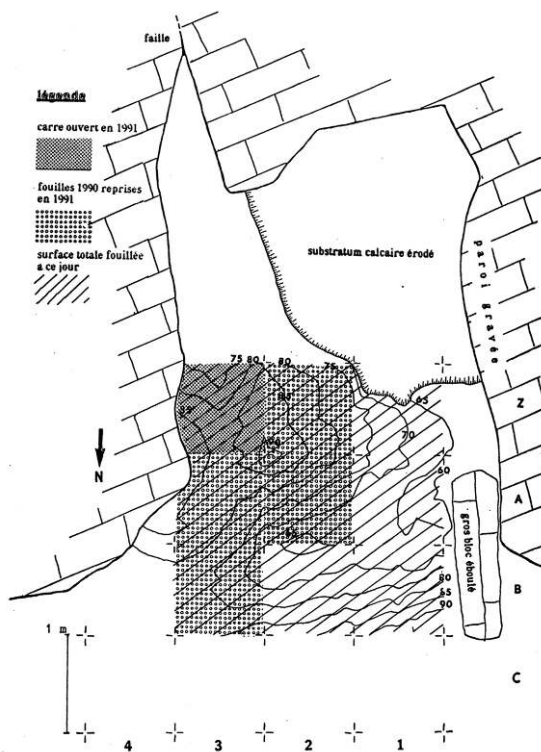 faille
légende
carre ouvert en 1991
fouilles 1990 reprises
en 1991
surface totale fouillée
a ce jour
substratum calcaire érodé
paroi gravée
75 80
80
75
65
70
60
Z
N
A
gros bloc éboulé
80
85
90
B
1 m
C
4
3
2
1